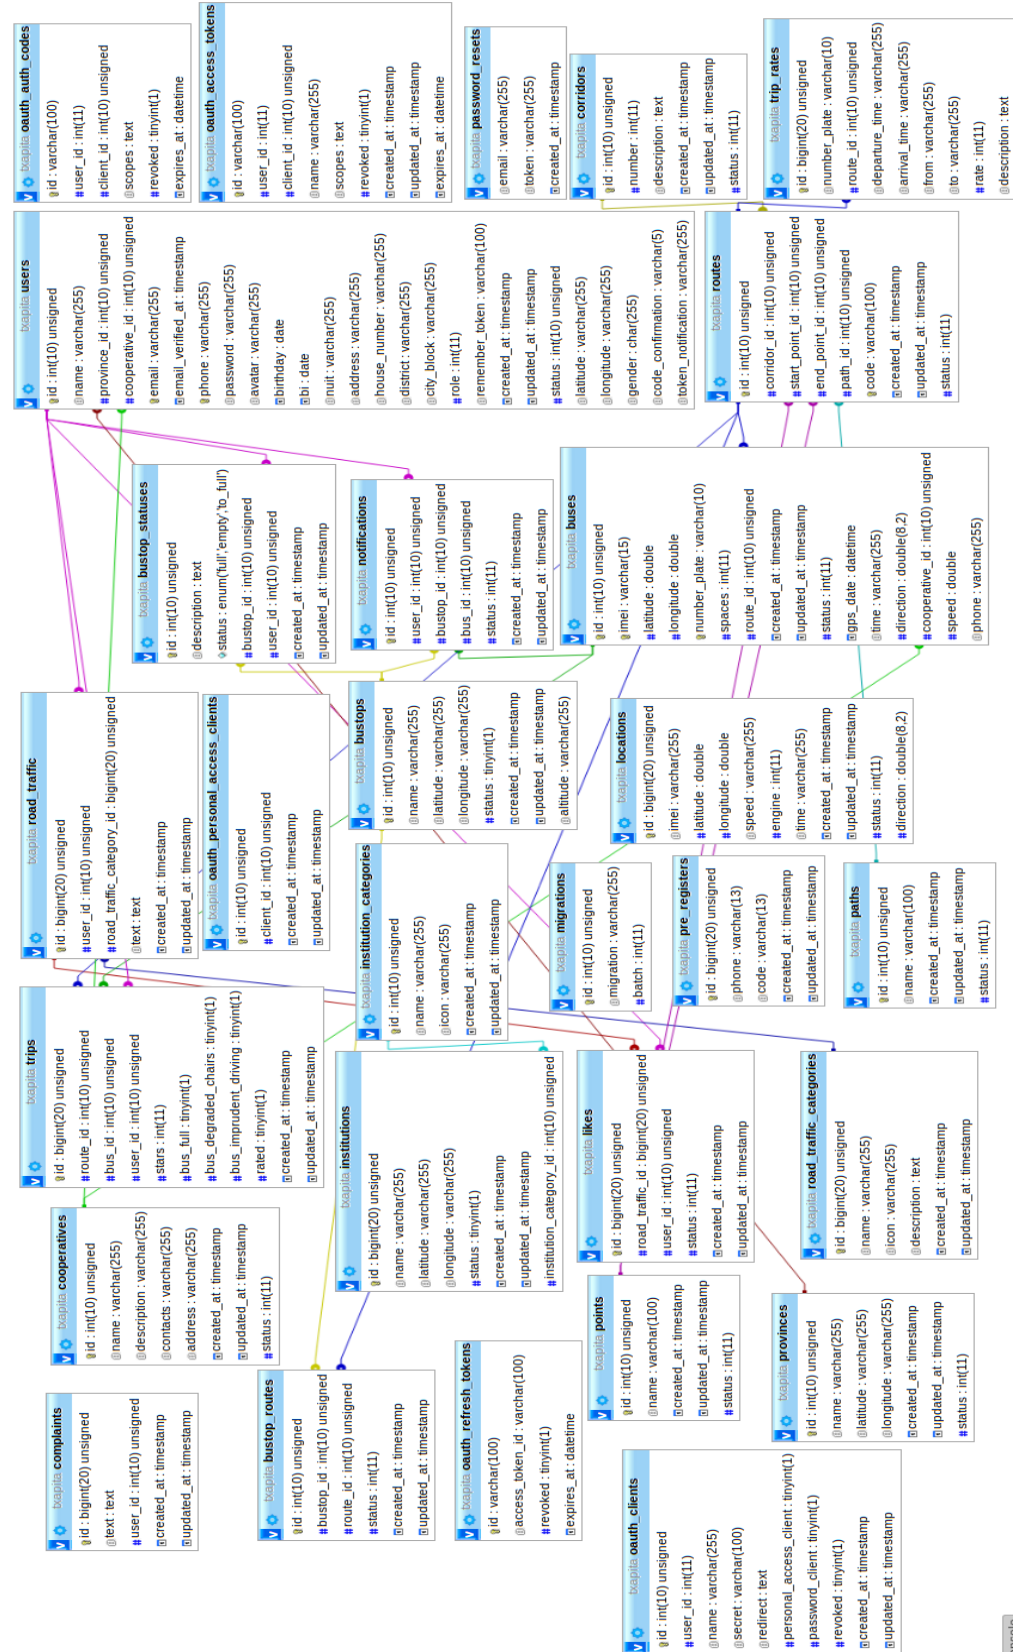 txapita oauth_auth_codes
id : varchar(100)
user_id : int(11)
client_id : int(10) unsigned
scopes : text
revoked : tinyint(1)
expires_at : datetime
txapita oauth_access_tokens
id : varchar(100)
user_id : int(11)
client_id : int(10) unsigned
name : varchar(255)
scopes : text
revoked : tinyint(1)
created_at : timestamp
updated_at : timestamp
expires_at : datetime
txapita password_resets
email : varchar(255)
token : varchar(255)
created_at : timestamp
txapita corridors
id : int(10) unsigned
number : int(11)
description : text
created_at : timestamp
updated_at : timestamp
status : int(11)
txapita trip_rates
id : bigint(20) unsigned
number_plate : varchar(10)
route_id : int(10) unsigned
departure_time : varchar(255)
arrival_time : varchar(255)
from : varchar(255)
to : varchar(255)
rate : int(11)
description : text
txapita users
id : int(10) unsigned
name : varchar(255)
province_id : int(10) unsigned
cooperative_id : int(10) unsigned
email : varchar(255)
email_verified_at : timestamp
phone : varchar(255)
password : varchar(255)
avatar : varchar(255)
birthday : date
bi : date
nuit : varchar(255)
address : varchar(255)
house_number : varchar(255)
district : varchar(255)
city_block : varchar(255)
role : int(11)
remember_token : varchar(100)
created_at : timestamp
updated_at : timestamp
status : int(10) unsigned
latitude : varchar(255)
longitude : varchar(255)
gender : char(255)
code_confirmation : varchar(5)
token_notification : varchar(255)
txapita routes
id : int(10) unsigned
corridor_id : int(10) unsigned
start_point_id : int(10) unsigned
end_point_id : int(10) unsigned
path_id : int(10) unsigned
code : varchar(100)
created_at : timestamp
updated_at : timestamp
status : int(11)
txapita bustop_statuses
id : int(10) unsigned
description : text
status : enum('full','empty','to_full')
bustop_id : int(10) unsigned
user_id : int(10) unsigned
created_at : timestamp
updated_at : timestamp
txapita notifications
id : int(10) unsigned
user_id : int(10) unsigned
bustop_id : int(10) unsigned
bus_id : int(10) unsigned
status : int(11)
created_at : timestamp
updated_at : timestamp
txapita buses
id : int(10) unsigned
imei : varchar(15)
latitude : double
longitude : double
number_plate : varchar(10)
spaces : int(11)
route_id : int(10) unsigned
created_at : timestamp
updated_at : timestamp
status : int(11)
gps_date : datetime
time : varchar(255)
direction : double(8,2)
cooperative_id : int(10) unsigned
speed : double
phone : varchar(255)
txapita road_traffic
id : bigint(20) unsigned
user_id : int(10) unsigned
road_traffic_category_id : bigint(20) unsigned
text : text
created_at : timestamp
updated_at : timestamp
txapita oauth_personal_access_clients
id : int(10) unsigned
client_id : int(10) unsigned
created_at : timestamp
updated_at : timestamp
txapita bustops
id : int(10) unsigned
name : varchar(255)
latitude : varchar(255)
longitude : varchar(255)
status : tinyint(1)
created_at : timestamp
updated_at : timestamp
altitude : varchar(255)
txapita locations
id : bigint(20) unsigned
imei : varchar(255)
latitude : double
longitude : double
speed : varchar(255)
engine : int(11)
time : varchar(255)
created_at : timestamp
updated_at : timestamp
status : int(11)
direction : double(8,2)
txapita institution_categories
id : int(10) unsigned
name : varchar(255)
icon : varchar(255)
created_at : timestamp
updated_at : timestamp
txapita migrations
id : int(10) unsigned
migration : varchar(255)
batch : int(11)
txapita pre_registers
id : bigint(20) unsigned
phone : varchar(13)
code : varchar(13)
created_at : timestamp
updated_at : timestamp
txapita paths
id : int(10) unsigned
name : varchar(100)
created_at : timestamp
updated_at : timestamp
status : int(11)
txapita trips
id : bigint(20) unsigned
route_id : int(10) unsigned
bus_id : int(10) unsigned
user_id : int(10) unsigned
stars : int(11)
bus_full : tinyint(1)
bus_degraded_chairs : tinyint(1)
bus_imprudent_driving : tinyint(1)
rated : tinyint(1)
created_at : timestamp
updated_at : timestamp
txapita institutions
id : bigint(20) unsigned
name : varchar(255)
latitude : varchar(255)
longitude : varchar(255)
status : tinyint(1)
created_at : timestamp
updated_at : timestamp
institution_category_id : int(10) unsigned
txapita likes
id : bigint(20) unsigned
road_traffic_id : bigint(20) unsigned
user_id : int(10) unsigned
status : int(11)
created_at : timestamp
updated_at : timestamp
txapita road_traffic_categories
id : bigint(20) unsigned
name : varchar(255)
icon : varchar(255)
description : text
created_at : timestamp
updated_at : timestamp
txapita cooperatives
id : int(10) unsigned
name : varchar(255)
description : varchar(255)
contacts : varchar(255)
address : varchar(255)
created_at : timestamp
updated_at : timestamp
status : int(11)
txapita points
id : int(10) unsigned
name : varchar(100)
created_at : timestamp
updated_at : timestamp
status : int(11)
txapita provinces
id : int(10) unsigned
name : varchar(255)
latitude : varchar(255)
longitude : varchar(255)
created_at : timestamp
updated_at : timestamp
status : int(11)
txapita complaints
id : bigint(20) unsigned
text : text
user_id : int(10) unsigned
created_at : timestamp
updated_at : timestamp
txapita bustop_routes
id : int(10) unsigned
bustop_id : int(10) unsigned
route_id : int(10) unsigned
status : int(11)
created_at : timestamp
updated_at : timestamp
txapita oauth_refresh_tokens
id : varchar(100)
access_token_id : varchar(100)
revoked : tinyint(1)
expires_at : datetime
txapita oauth_clients
id : int(10) unsigned
user_id : int(11)
name : varchar(255)
secret : varchar(100)
redirect : text
personal_access_client : tinyint(1)
password_client : tinyint(1)
revoked : tinyint(1)
created_at : timestamp
updated_at : timestamp